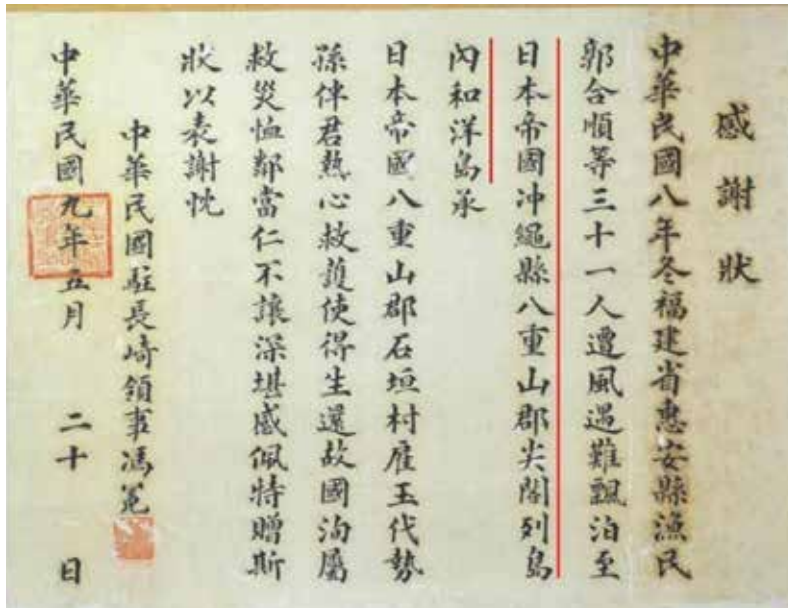 感謝狀
中華民國八年冬福建省惠安縣漁民
郭合順等三十一人遭風遇難飄泊至
日本帝國沖繩縣八重山郡尖閣列島
內和洋島承
日本帝國八重山郡石垣村雇玉代勢
孫伴君熱心救護使得生還故國洵屬
救災恤鄰當仁不讓深堪感佩特贈斯
狀以表謝忱
中華民國駐長崎領事馮冕
中華民國九年五月二十日